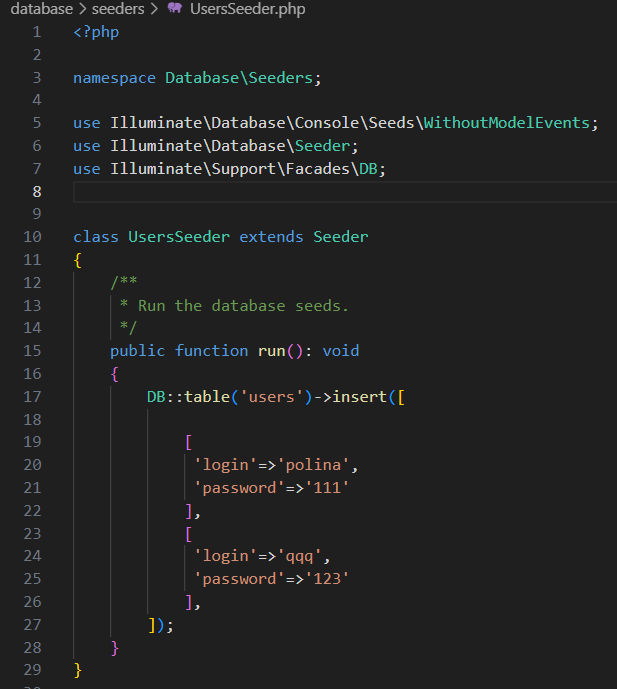 database > seeders > UsersSeeder.php
1 <?php
2
3 namespace Database\Seeders;
4
5 use Illuminate\Database\Console\Seeds\WithoutModelEvents;
6 use Illuminate\Database\Seeder;
7 use Illuminate\Support\Facades\DB;
8
9
10 class UsersSeeder extends Seeder
11 {
12 /**
13 * Run the database seeds.
14 */
15 public function run(): void
16 {
17 DB::table('users')->insert([
18
19 [
20 'login'=>'polina',
21 'password'=>'111'
22 ],
23 [
24 'login'=>'qqq',
25 'password'=>'123'
26 ],
27 ]);
28 }
29 }